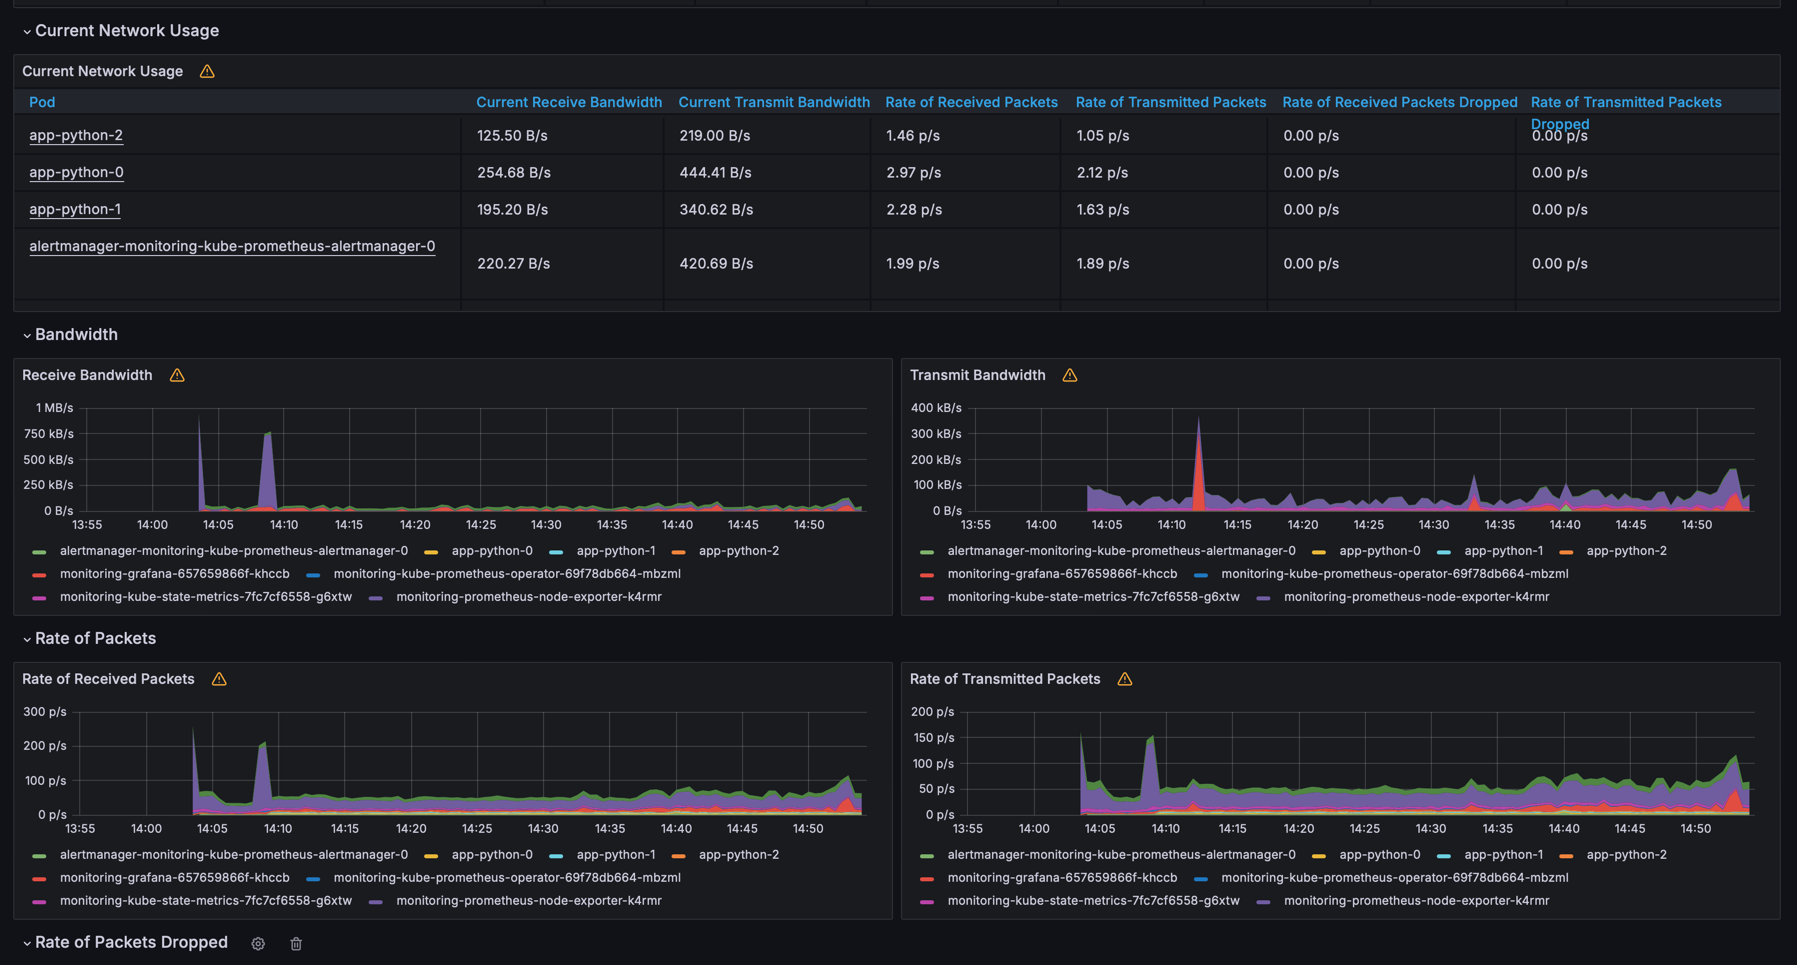 Current Network Usage
Current Network Usage
Pod Current Receive Bandwidth Current Transmit Bandwidth Rate of Received Packets Rate of Transmitted Packets Rate of Received Packets Dropped Rate of Transmitted Packets Dropped
app-python-2 125.50 B/s 219.00 B/s 1.46 p/s 1.05 p/s 0.00 p/s 0.00 p/s
app-python-0 254.68 B/s 444.41 B/s 2.97 p/s 2.12 p/s 0.00 p/s 0.00 p/s
app-python-1 195.20 B/s 340.62 B/s 2.28 p/s 1.63 p/s 0.00 p/s 0.00 p/s
alertmanager-monitoring-kube-prometheus-alertmanager-0 220.27 B/s 420.69 B/s 1.99 p/s 1.89 p/s 0.00 p/s 0.00 p/s
Bandwidth
Receive Bandwidth
1 MB/s
750 kB/s
500 kB/s
250 kB/s
0 B/s
13:55 14:00 14:05 14:10 14:15 14:20 14:25 14:30 14:35 14:40 14:45 14:50
alertmanager-monitoring-kube-prometheus-alertmanager-0 app-python-0 app-python-1 app-python-2
monitoring-grafana-657659866f-khccb monitoring-kube-prometheus-operator-69f78db664-mbzml
monitoring-kube-state-metrics-7fc7cf6558-g6xtw monitoring-prometheus-node-exporter-k4rmr
Transmit Bandwidth
400 kB/s
300 kB/s
200 kB/s
100 kB/s
0 B/s
13:55 14:00 14:05 14:10 14:15 14:20 14:25 14:30 14:35 14:40 14:45 14:50
alertmanager-monitoring-kube-prometheus-alertmanager-0 app-python-0 app-python-1 app-python-2
monitoring-grafana-657659866f-khccb monitoring-kube-prometheus-operator-69f78db664-mbzml
monitoring-kube-state-metrics-7fc7cf6558-g6xtw monitoring-prometheus-node-exporter-k4rmr
Rate of Packets
Rate of Received Packets
300 p/s
200 p/s
100 p/s
0 p/s
13:55 14:00 14:05 14:10 14:15 14:20 14:25 14:30 14:35 14:40 14:45 14:50
alertmanager-monitoring-kube-prometheus-alertmanager-0 app-python-0 app-python-1 app-python-2
monitoring-grafana-657659866f-khccb monitoring-kube-prometheus-operator-69f78db664-mbzml
monitoring-kube-state-metrics-7fc7cf6558-g6xtw monitoring-prometheus-node-exporter-k4rmr
Rate of Transmitted Packets
200 p/s
150 p/s
100 p/s
50 p/s
0 p/s
13:55 14:00 14:05 14:10 14:15 14:20 14:25 14:30 14:35 14:40 14:45 14:50
alertmanager-monitoring-kube-prometheus-alertmanager-0 app-python-0 app-python-1 app-python-2
monitoring-grafana-657659866f-khccb monitoring-kube-prometheus-operator-69f78db664-mbzml
monitoring-kube-state-metrics-7fc7cf6558-g6xtw monitoring-prometheus-node-exporter-k4rmr
Rate of Packets Dropped